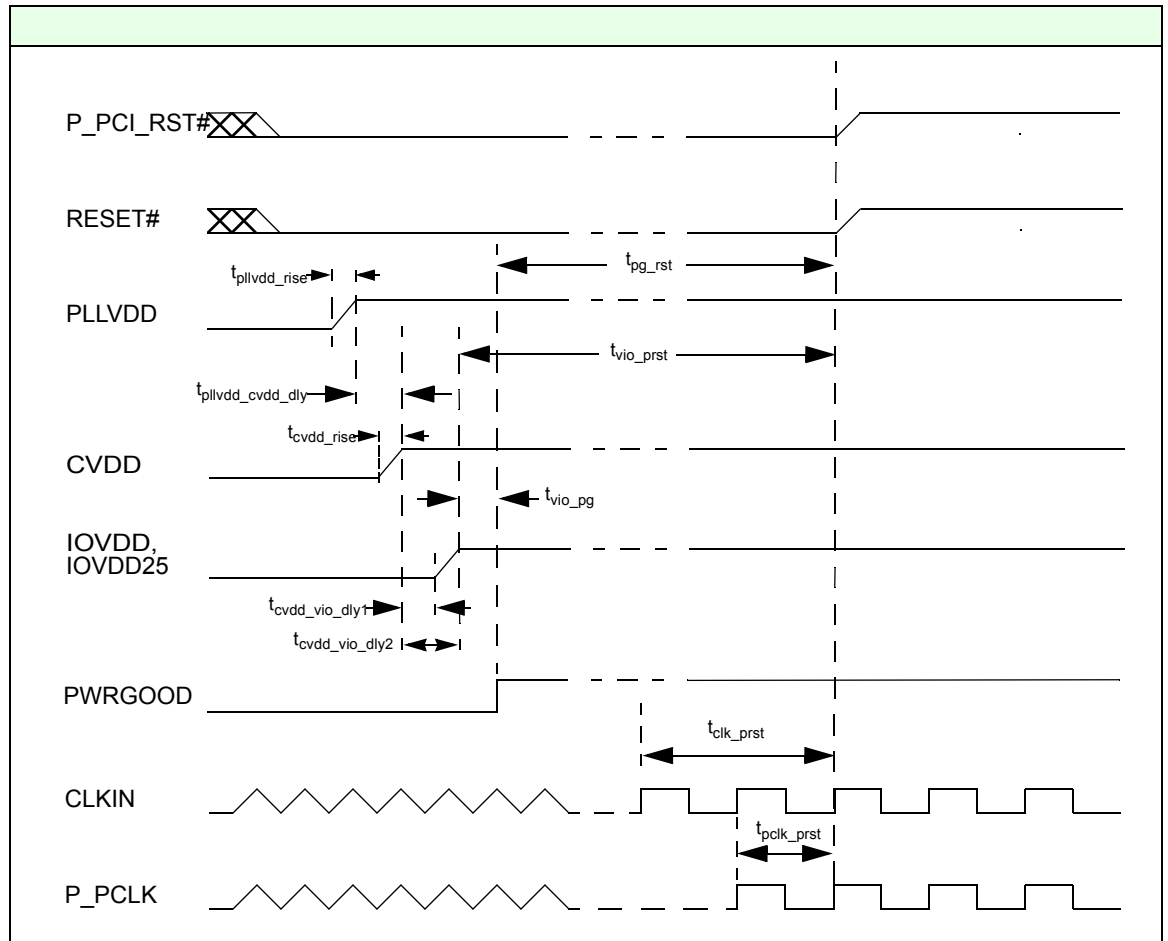 P_PCI_RST#
RESET#
tpg_rst
tpllvdd_rise
PLLVDD
tvio_prst
tpllvdd_cvdd_dly
tcvdd_rise
CVDD
tvio_pg
IOVDD,
IOVDD25
tcvdd_vio_dly1
tcvdd_vio_dly2
PWRGOOD
tclk_prst
CLKIN
tpclk_prst
P_PCLK